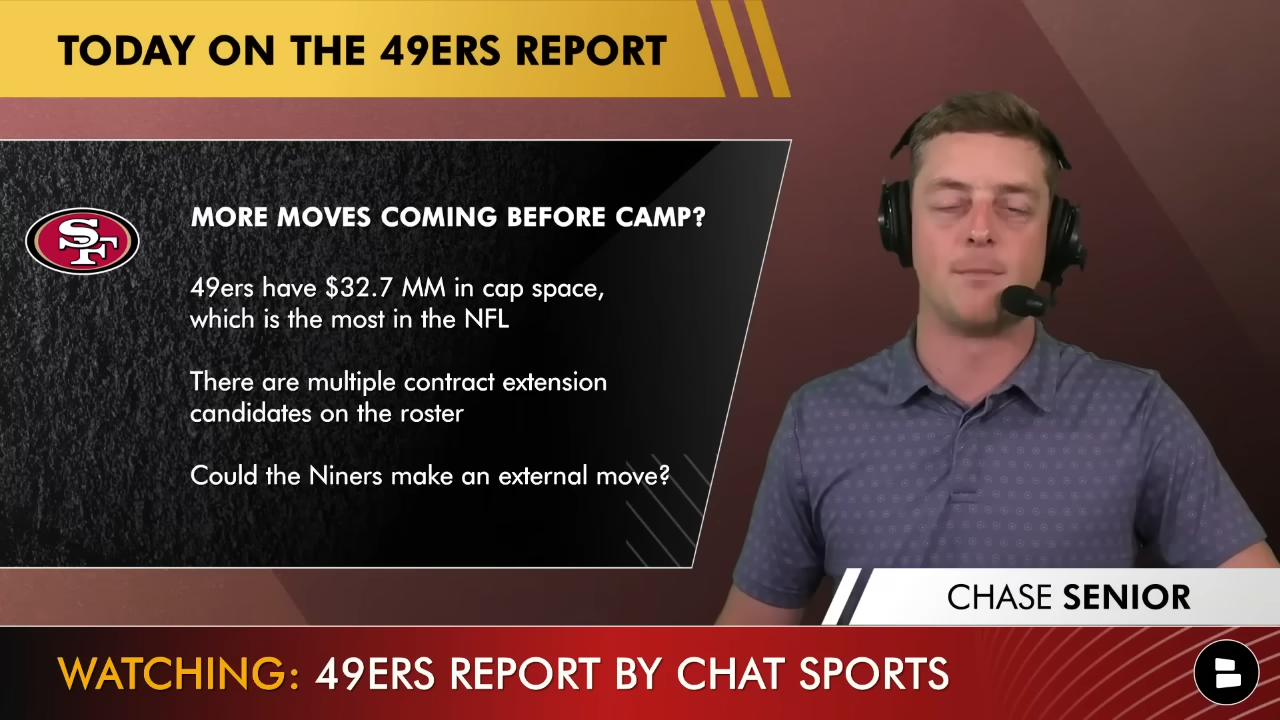 TODAY ON THE 49ERS REPORT
SF
MORE MOVES COMING BEFORE CAMP?
49ers have $32.7 MM in cap space,
which is the most in the NFL
There are multiple contract extension
candidates on the roster
Could the Niners make an external move?
CHASE SENIOR
WATCHING: 49ERS REPORT BY CHAT SPORTS